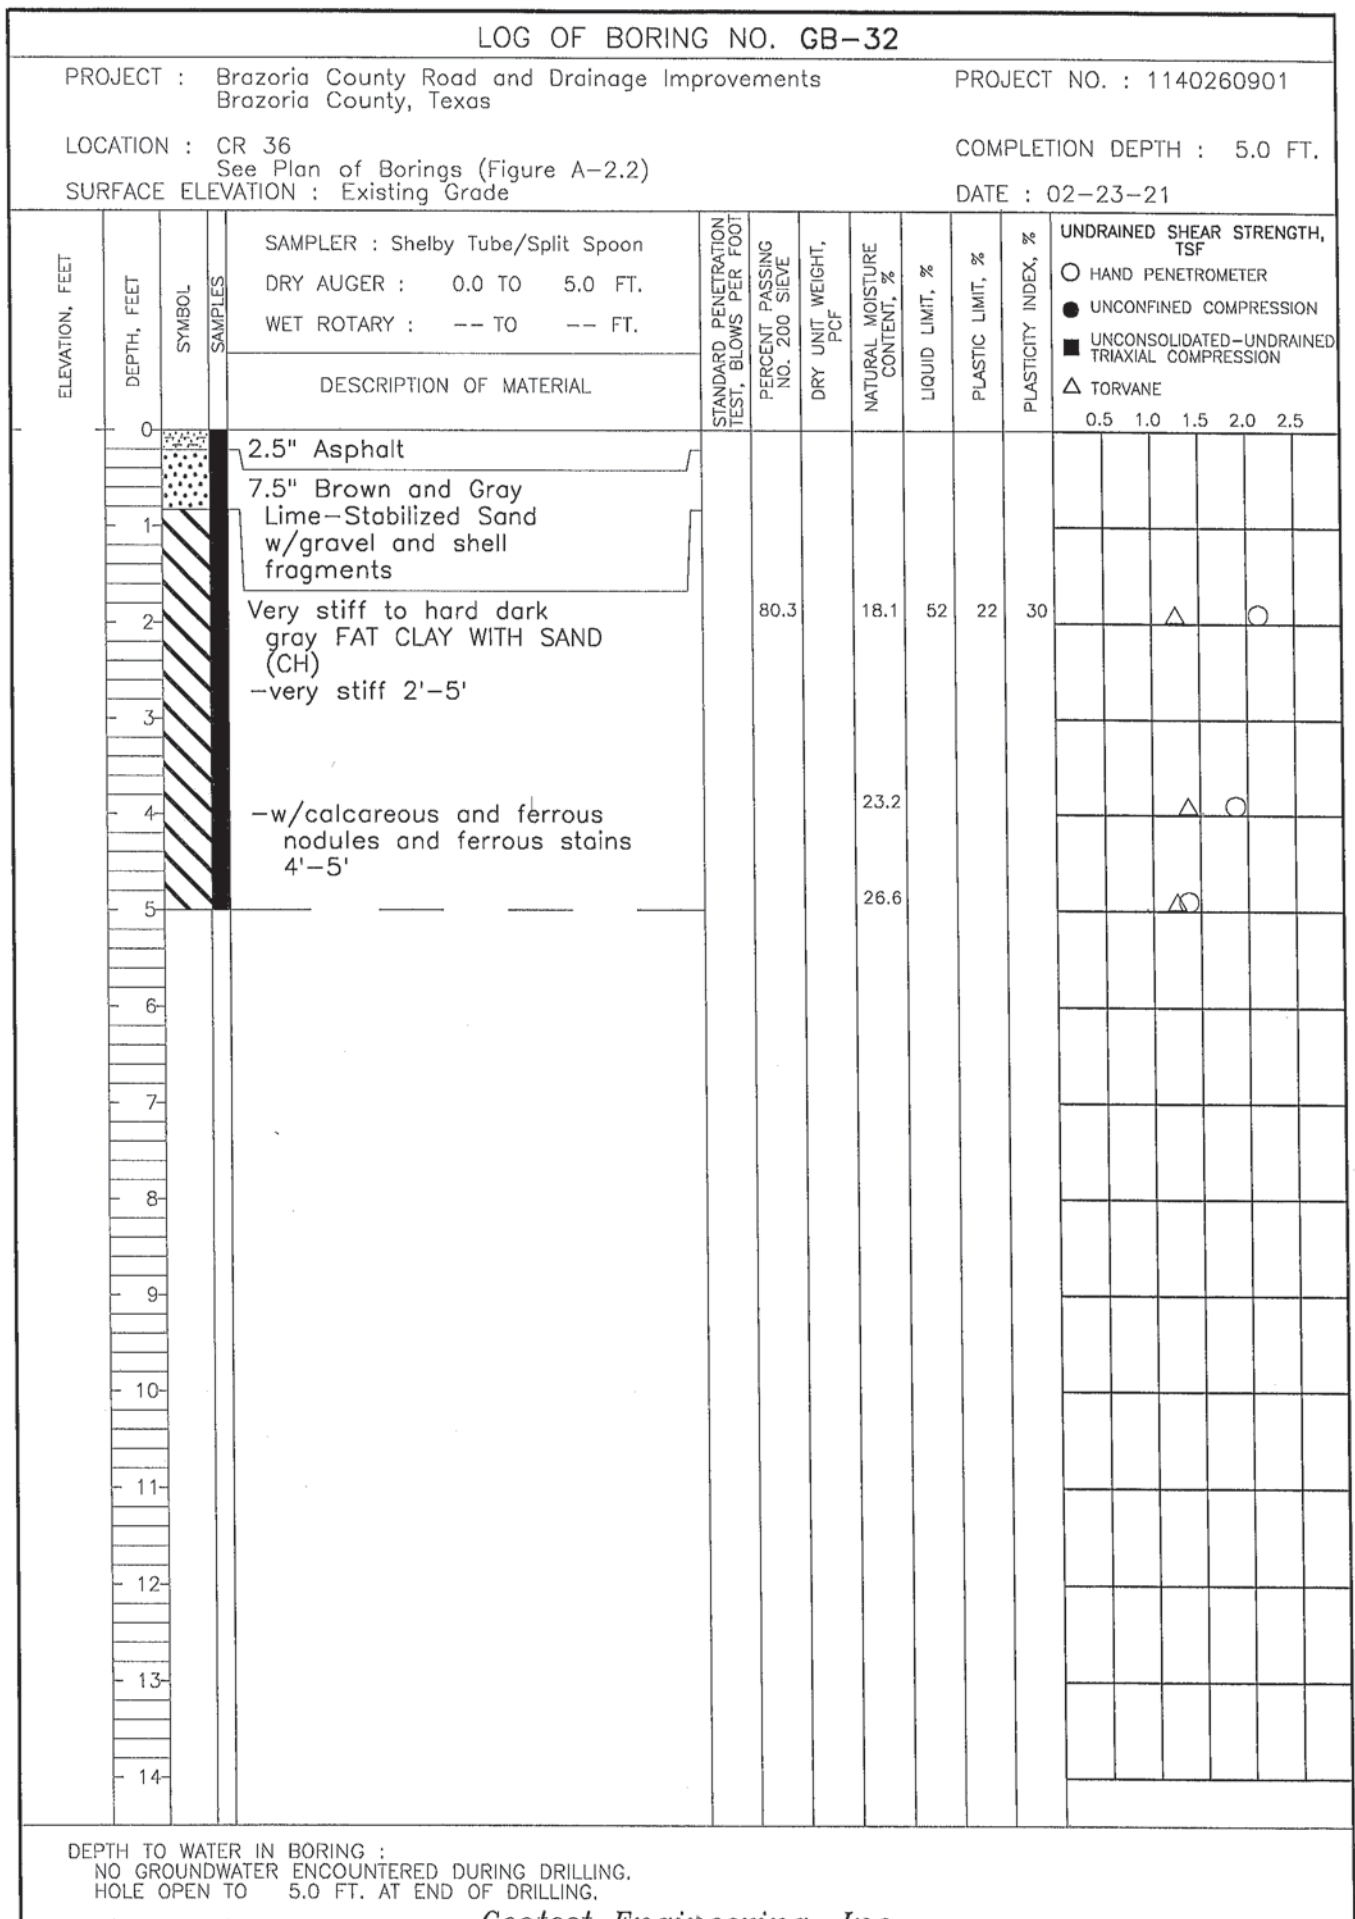 LOG OF BORING NO. GB-32
PROJECT : Brazoria County Road and Drainage Improvements
Brazoria County, Texas
PROJECT NO. : 1140260901
LOCATION : CR 36
See Plan of Borings (Figure A-2.2)
COMPLETION DEPTH : 5.0 FT.
SURFACE ELEVATION : Existing Grade
DATE : 02-23-21
ELEVATION, FEET
DEPTH, FEET
SYMBOL
SAMPLES
SAMPLER : Shelby Tube/Split Spoon
DRY AUGER : 0.0 TO 5.0 FT.
WET ROTARY : -- TO -- FT.
DESCRIPTION OF MATERIAL
STANDARD PENETRATION
TEST, BLOWS PER FOOT
PERCENT PASSING
NO. 200 SIEVE
DRY UNIT WEIGHT,
PCF
NATURAL MOISTURE
CONTENT, %
LIQUID LIMIT, %
PLASTIC LIMIT, %
PLASTICITY INDEX, %
UNDRAINED SHEAR STRENGTH,
TSF
HAND PENETROMETER
UNCONFINED COMPRESSION
UNCONSOLIDATED-UNDRAINED
TRIAXIAL COMPRESSION
TORVANE
0.5 1.0 1.5 2.0 2.5
0
2.5" Asphalt
7.5" Brown and Gray
Lime-Stabilized Sand
w/gravel and shell
fragments
1
Very stiff to hard dark
gray FAT CLAY WITH SAND
(CH)
-very stiff 2'-5'
2
80.3 18.1 52 22 30
3
4
-w/calcareous and ferrous
nodules and ferrous stains
4'-5'
23.2
26.6
5
6
7
8
9
10
11
12
13
14
DEPTH TO WATER IN BORING :
NO GROUNDWATER ENCOUNTERED DURING DRILLING.
HOLE OPEN TO 5.0 FT. AT END OF DRILLING.
Geotest Engineering, Inc.